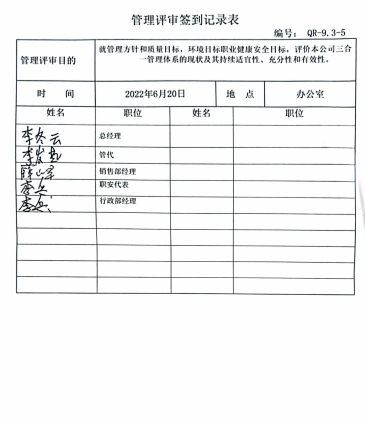 管理评审签到记录表
编号： QR-9.3-5
管理评审目的
就管理方针和质量目标，环境目标职业健康安全目标，评价本公司三合
一管理体系的现状及其持续适宜性、充分性和有效性。
时 间 2022年6月20日 地 点 办公室
姓名 职位 姓名 职位
李冬云 总经理
管代
销售部经理
职安代表
行政部经理